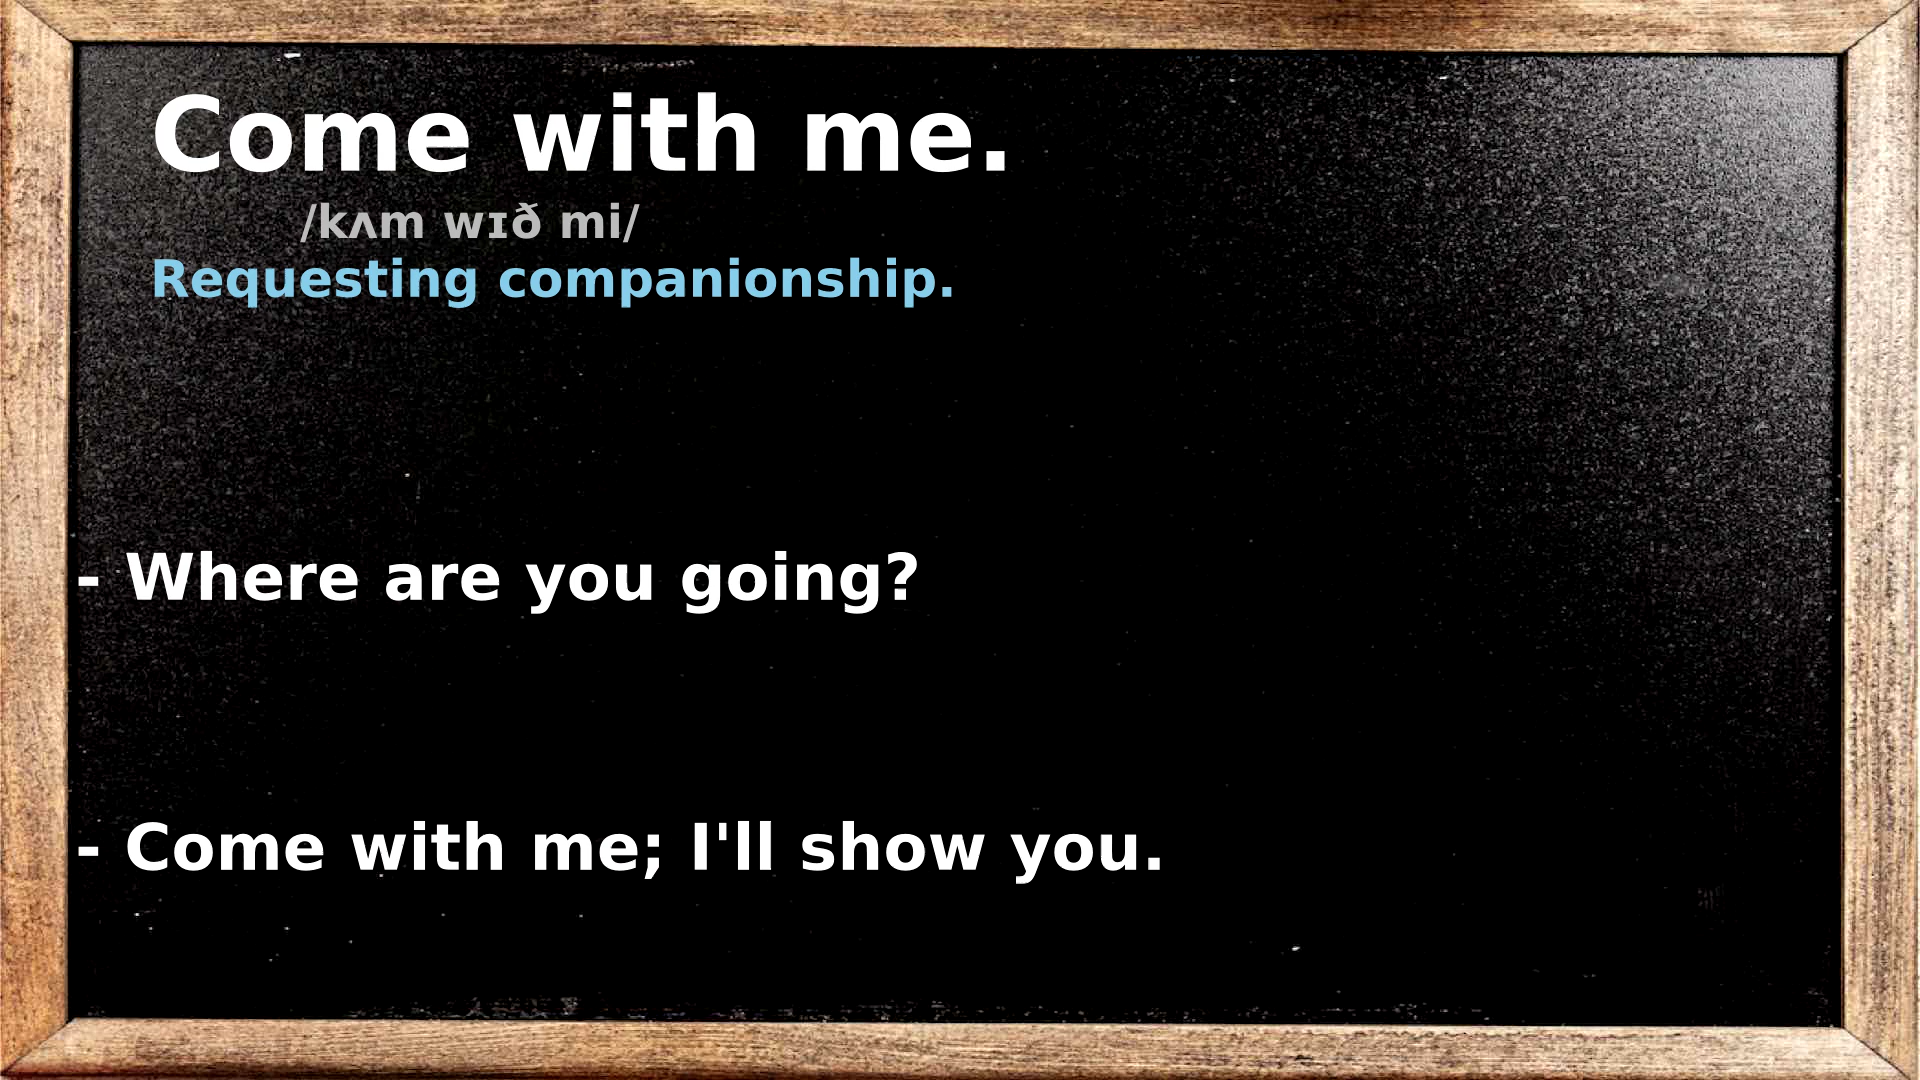 Come with me.
/kʌm wɪð mi/
Requesting companionship.
- Where are you going?
- Come with me; I'll show you.